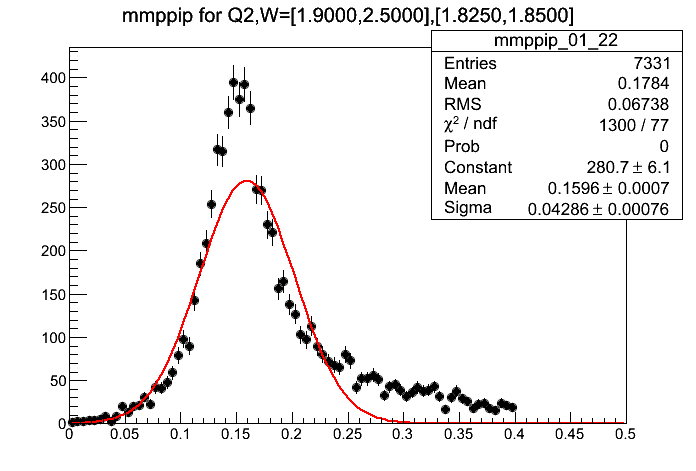 mmppip for Q2,W=[1.9000,2.5000],[1.8250,1.8500]
mmppip_01_22
Entries 7331
Mean 0.1784
RMS 0.06738
χ² / ndf 1300 / 77
Prob 0
Constant 280.7 ± 6.1
Mean 0.1596 ± 0.0007
Sigma 0.04286 ± 0.00076
400
350
300
250
200
150
100
50
0
0 0.05 0.1 0.15 0.2 0.25 0.3 0.35 0.4 0.45 0.5